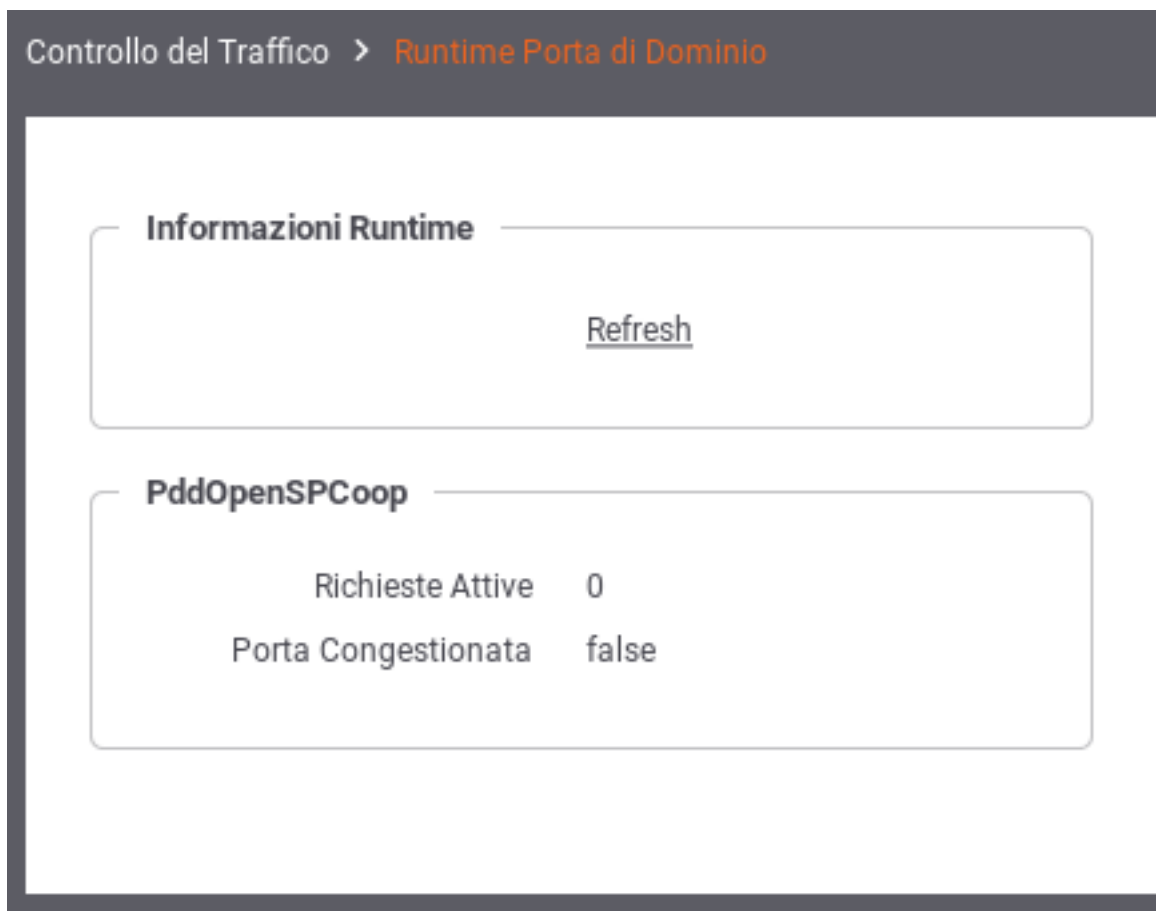 Controllo del Traffico > Runtime Porta di Dominio
Informazioni Runtime
Refresh
PddOpenSPCoop
Richieste Attive 0
Porta Congestionata false